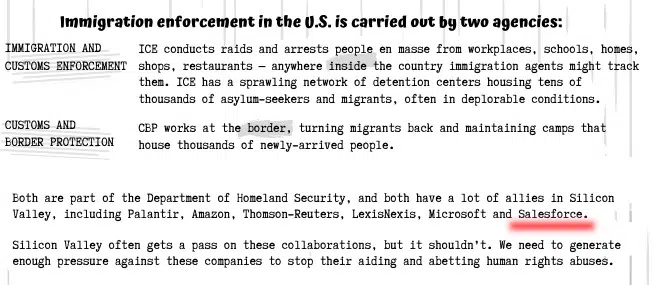 Immigration enforcement in the U.S. is carried out by two agencies:
IMMIGRATION AND
CUSTOMS ENFORCEMENT
ICE conducts raids and arrests people en masse from workplaces, schools, homes,
shops, restaurants — anywhere inside the country immigration agents might track
them. ICE has a sprawling network of detention centers housing tens of
thousands of asylum-seekers and migrants, often in deplorable conditions.
CUSTOMS AND
BORDER PROTECTION
CBP works at the border, turning migrants back and maintaining camps that
house thousands of newly-arrived people.
Both are part of the Department of Homeland Security, and both have a lot of allies in Silicon
Valley, including Palantir, Amazon, Thomson-Reuters, LexisNexis, Microsoft and Salesforce.
Silicon Valley often gets a pass on these collaborations, but it shouldn't. We need to generate
enough pressure against these companies to stop their aiding and abetting human rights abuses.